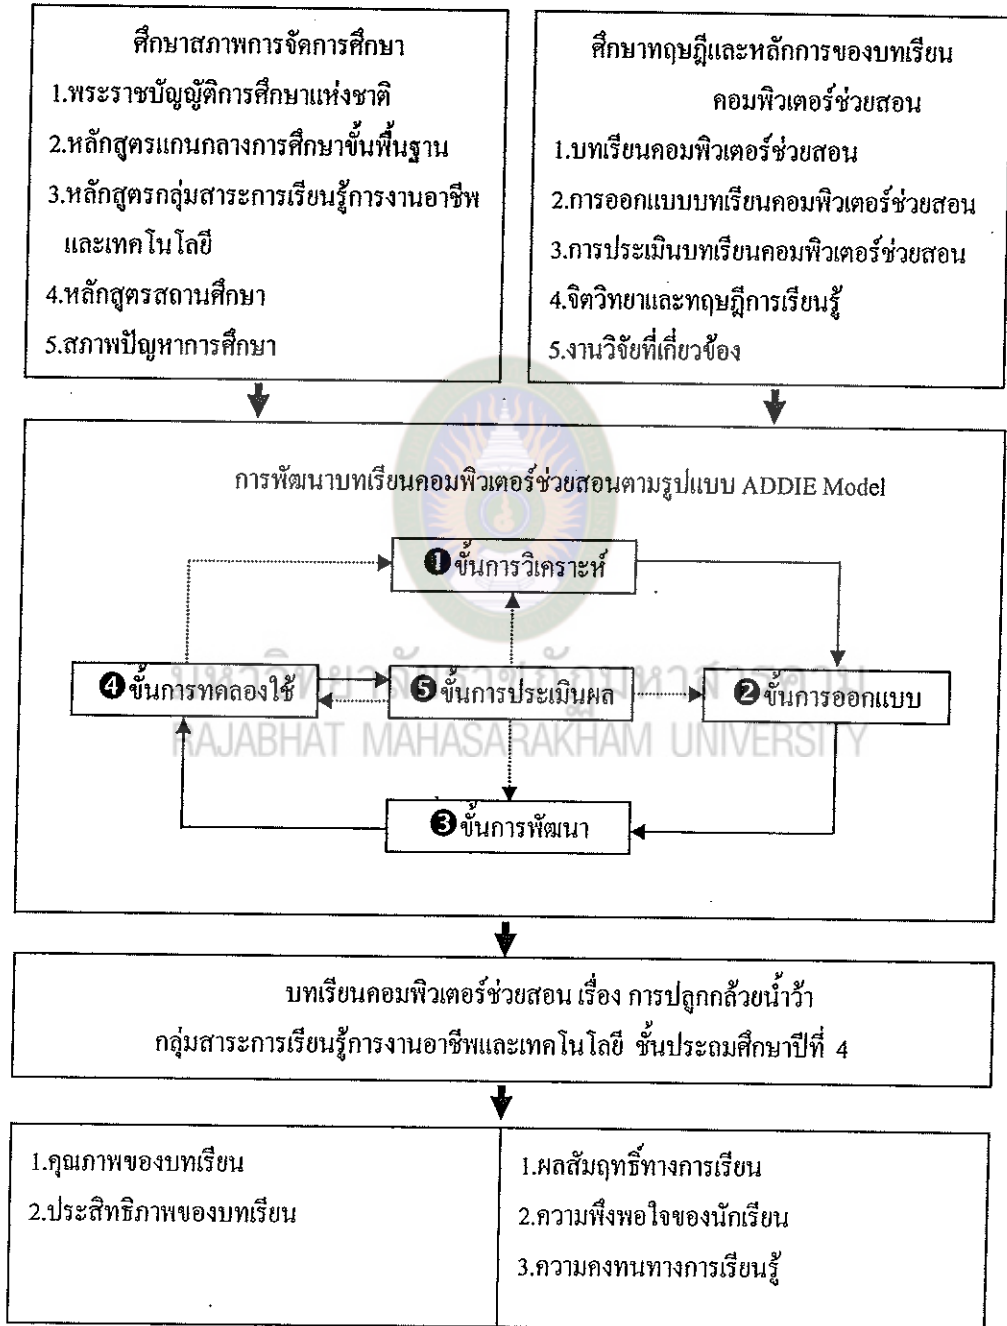 ศึกษาสภาพการจัดการศึกษา
1.พระราชบัญญัติการศึกษาแห่งชาติ
2.หลักสูตรแกนกลางการศึกษาขั้นพื้นฐาน
3.หลักสูตรกลุ่มสาระการเรียนรู้การงานอาชีพ
และเทคโนโลยี
4.หลักสูตรสถานศึกษา
5.สภาพปัญหาการศึกษา
ศึกษาทฤษฎีและหลักการของบทเรียน
คอมพิวเตอร์ช่วยสอน
1.บทเรียนคอมพิวเตอร์ช่วยสอน
2.การออกแบบบทเรียนคอมพิวเตอร์ช่วยสอน
3.การประเมินบทเรียนคอมพิวเตอร์ช่วยสอน
4.จิตวิทยาและทฤษฎีการเรียนรู้
5.งานวิจัยที่เกี่ยวข้อง
การพัฒนาบทเรียนคอมพิวเตอร์ช่วยสอนตามรูปแบบ ADDIE Model
❶ขั้นการวิเคราะห์
❹ขั้นการทดลองใช้
❺ขั้นการประเมินผล
❷ขั้นการออกแบบ
มหาวิทยาลัยราชภัฏมหาสารคาม
RAJABHAT MAHASARAKHAM UNIVERSITY
❸ขั้นการพัฒนา
บทเรียนคอมพิวเตอร์ช่วยสอน เรื่อง การปลูกกล้วยน้ำว้า
กลุ่มสาระการเรียนรู้การงานอาชีพและเทคโนโลยี ชั้นประถมศึกษาปีที่ 4
1.คุณภาพของบทเรียน
2.ประสิทธิภาพของบทเรียน
1.ผลสัมฤทธิ์ทางการเรียน
2.ความพึงพอใจของนักเรียน
3.ความคงทนทางการเรียนรู้